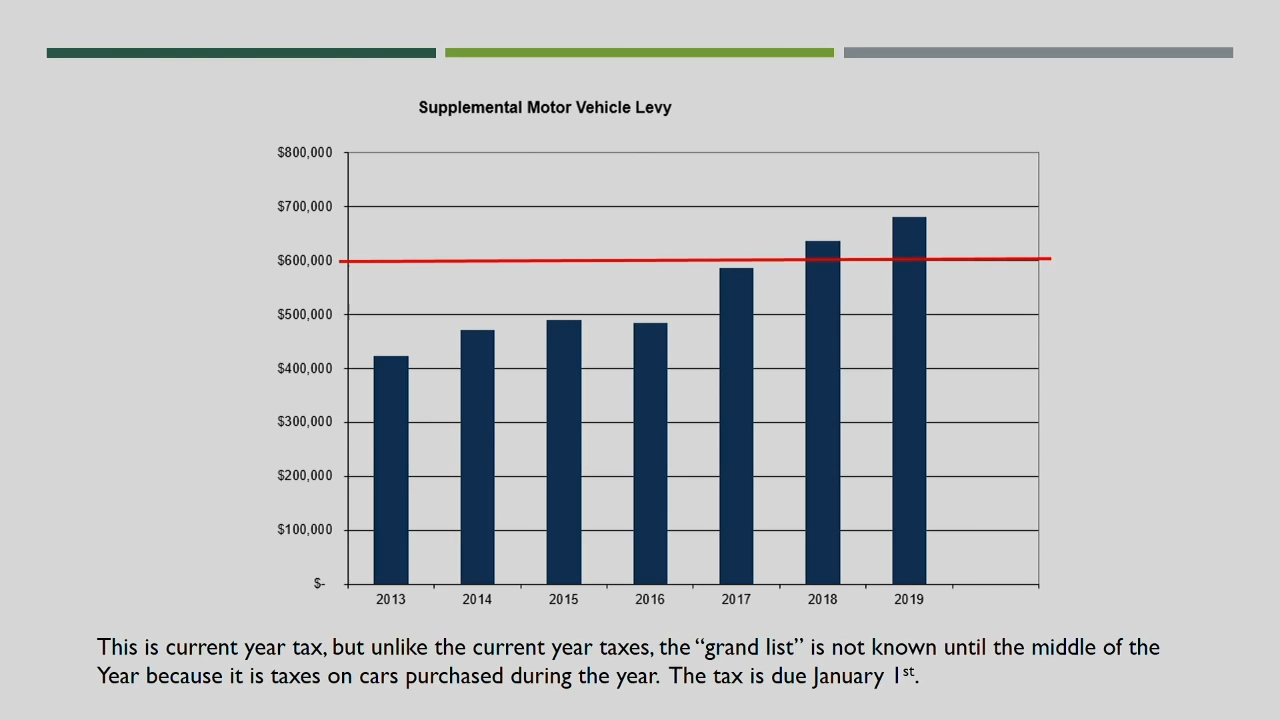 Supplemental Motor Vehicle Levy
$800,000
$700,000
$600,000
$500,000
$400,000
$300,000
$200,000
$100,000
$-
2013 2014 2015 2016 2017 2018 2019
This is current year tax, but unlike the current year taxes, the “grand list” is not known until the middle of the
Year because it is taxes on cars purchased during the year. The tax is due January 1st.